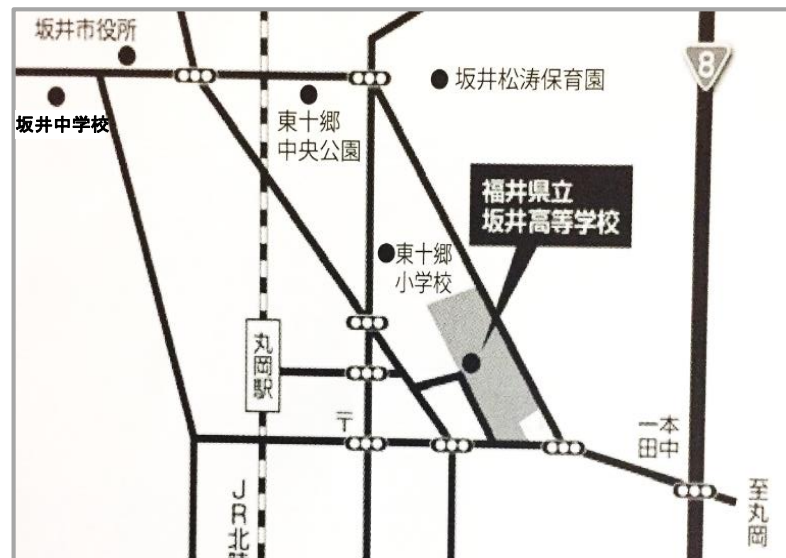 坂井市役所
坂井中学校
東十郷
中央公園
坂井松涛保育園
8
福井県立
坂井高等学校
東十郷
小学校
丸岡駅
〒
一本田中
至丸岡
JR北陸